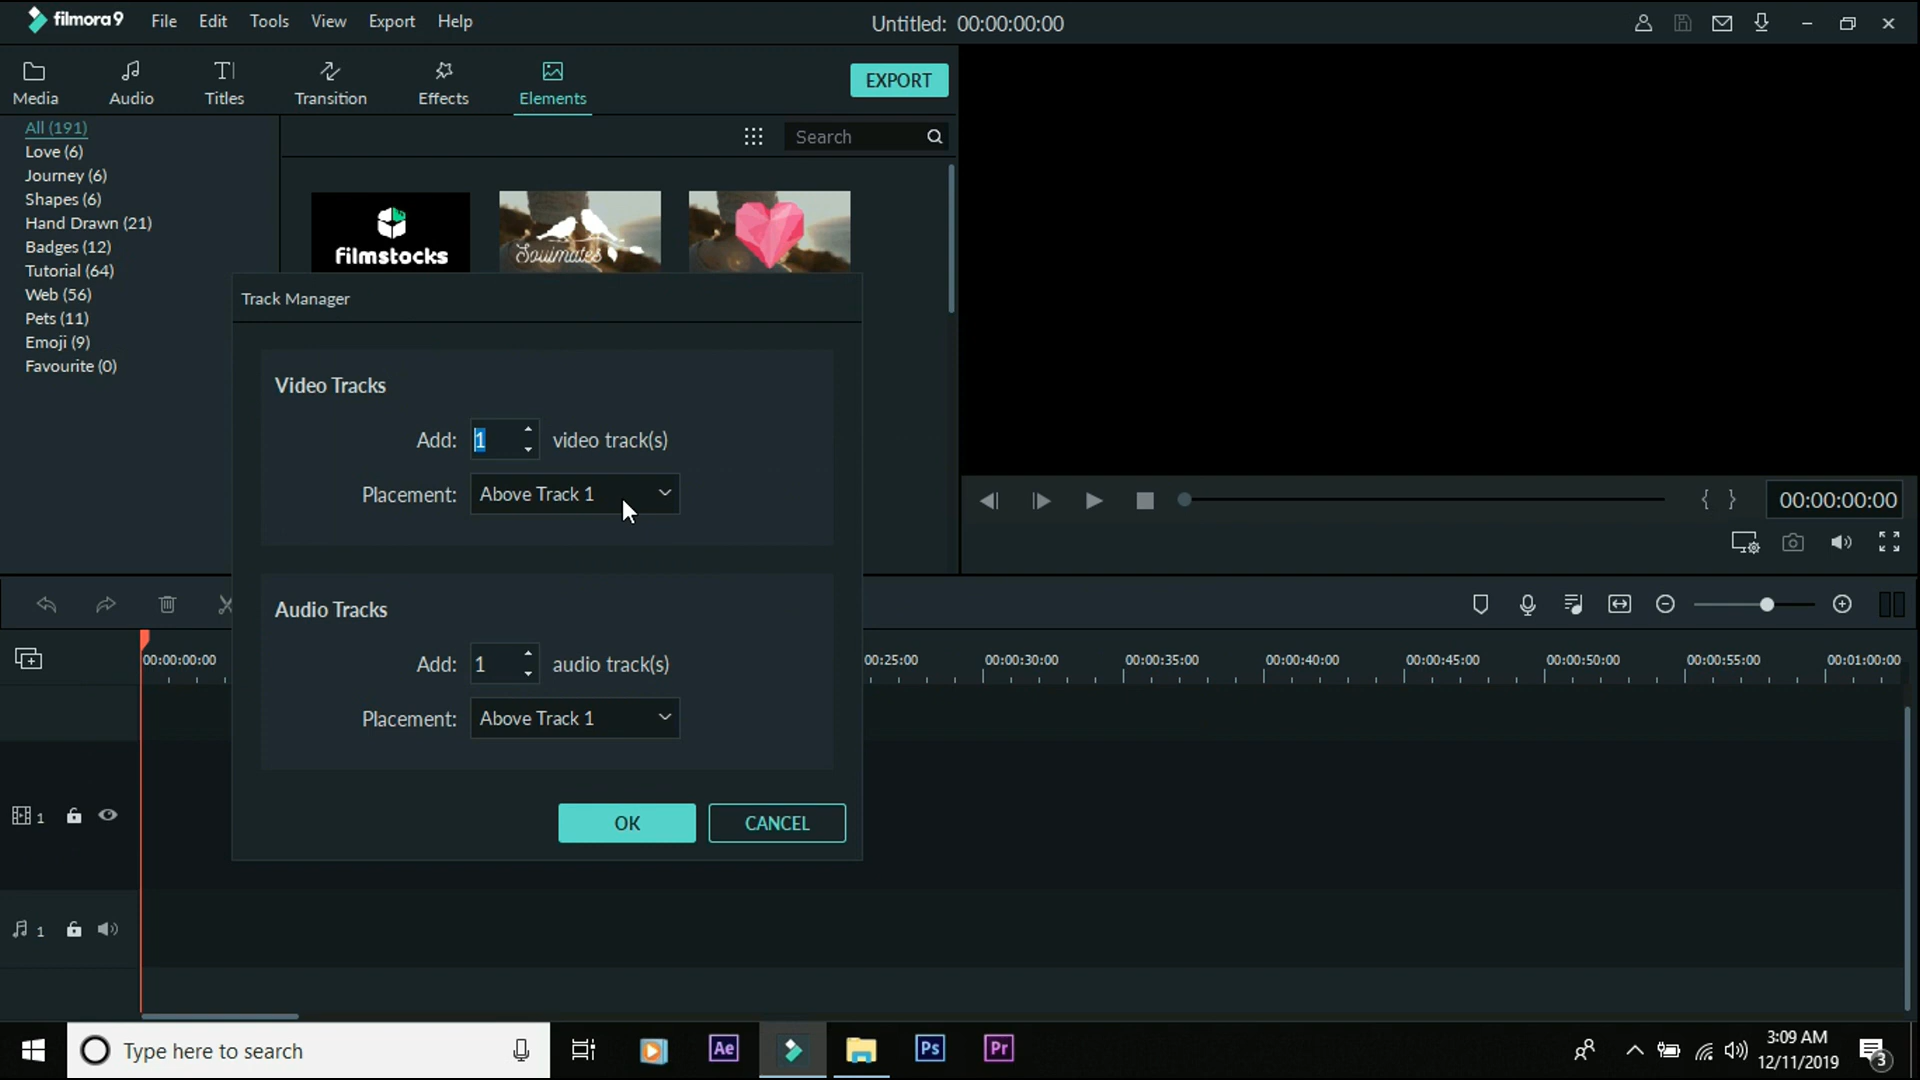 filmora9 File Edit Tools View Export Help Untitled: 00:00:00:00
Media Audio Titles Transition Effects Elements EXPORT
All (191)
Love (6)
Journey (6)
Shapes (6)
Hand Drawn (21)
Badges (12)
Tutorial (64)
Web (56)
Pets (11)
Emoji (9)
Favourite (0)
Search
filmstocks
Soulmates
Track Manager
Video Tracks
Add: 1 video track(s)
Placement: Above Track 1
Audio Tracks
Add: 1 audio track(s)
Placement: Above Track 1
OK CANCEL
{ } 00:00:00:00
00:00:00:00 00:25:00 00:00:30:00 00:00:35:00 00:00:40:00 00:00:45:00 00:00:50:00 00:00:55:00 00:01:00:00
1
1
Type here to search
Ae Ps Pr
3:09 AM
12/11/2019
3